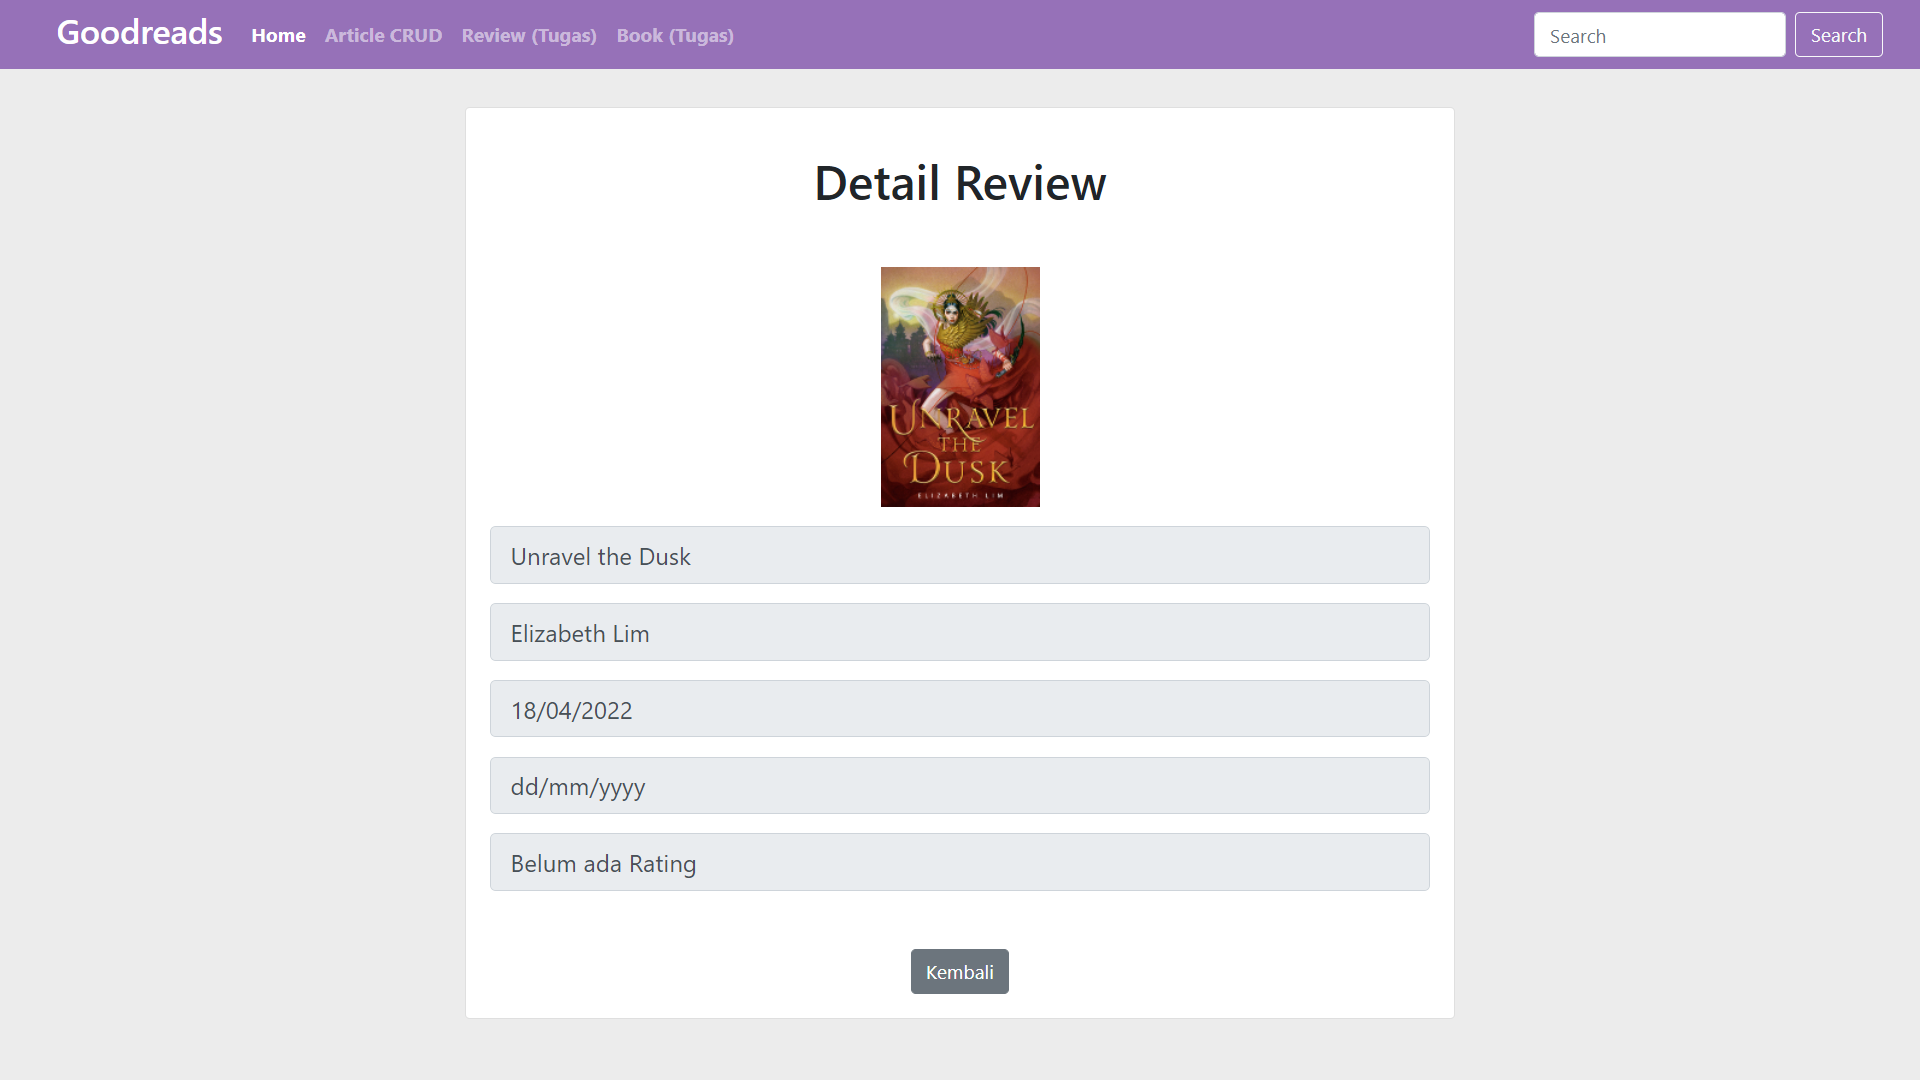 Goodreads Home Article CRUD Review (Tugas) Book (Tugas) Search Search
Detail Review
UNRAVEL
THE
DUSK
ELIZABETH LIM
Unravel the Dusk
Elizabeth Lim
18/04/2022
dd/mm/yyyy
Belum ada Rating
Kembali